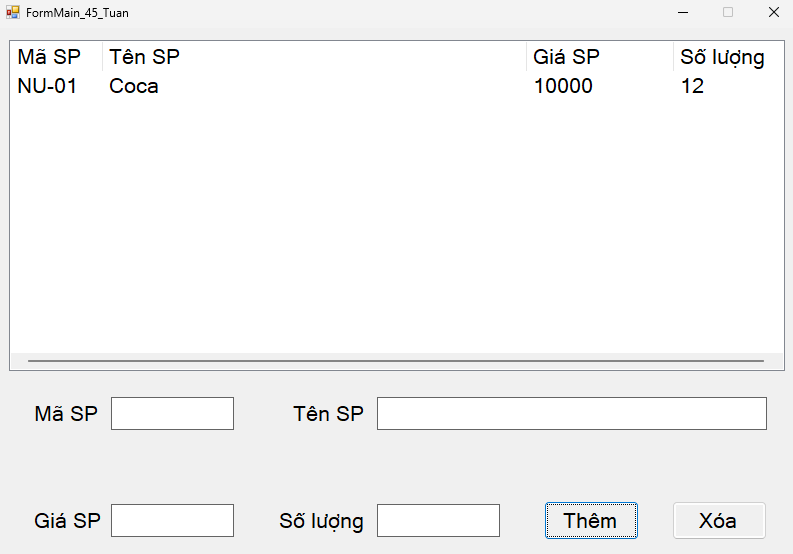 FormMain_45_Tuan
Mã SP Tên SP Giá SP Số lượng
NU-01 Coca 10000 12
Mã SP Tên SP
Giá SP Số lượng Thêm Xóa